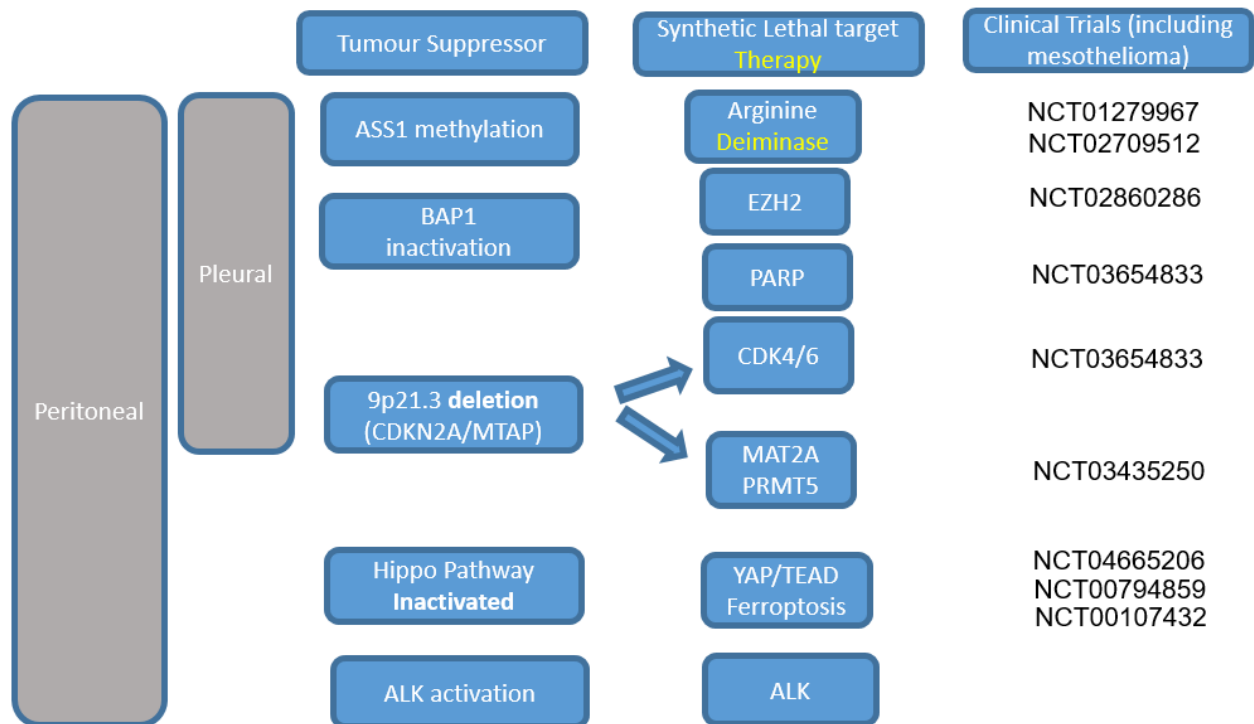 Tumour Suppressor
Synthetic Lethal target
Therapy
Clinical Trials (including
mesothelioma)
Peritoneal
Pleural
ASS1 methylation
Arginine
Deiminase
NCT01279967
NCT02709512
BAP1
inactivation
EZH2
NCT02860286
PARP
NCT03654833
9p21.3 deletion
(CDKN2A/MTAP)
CDK4/6
NCT03654833
MAT2A
PRMT5
NCT03435250
Hippo Pathway
Inactivated
YAP/TEAD
Ferroptosis
NCT04665206
NCT00794859
NCT00107432
ALK activation
ALK